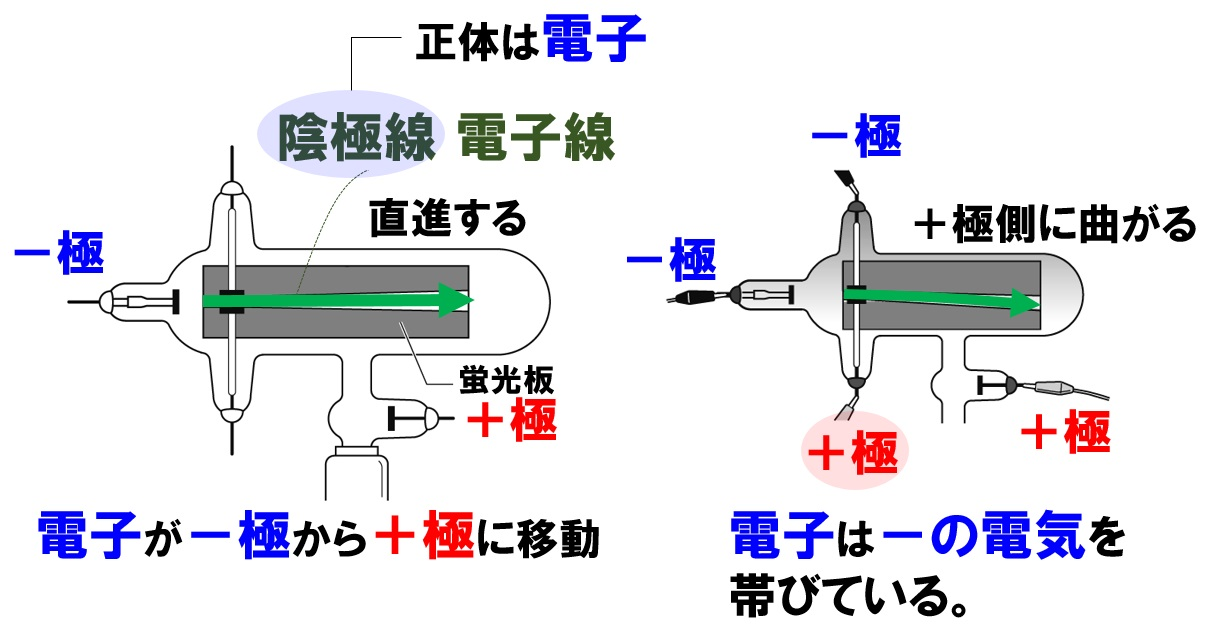 正体は電子
陰極線 電子線
直進する
－極
蛍光板
＋極
電子が－極から＋極に移動
－極
＋極側に曲がる
－極
＋極
＋極
電子は－の電気を
帯びている。